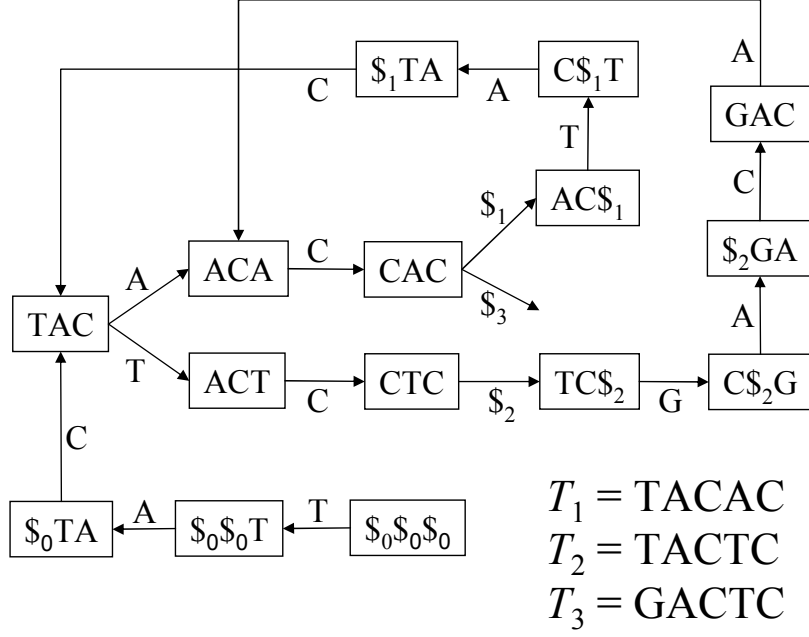 A
$₁TA
A
C$₁T
C
T
GAC
C
AC$₁
$₁
$₂GA
ACA
C
CAC
A
$₃
A
TAC
T
ACT
C
CTC
$₂
TC$₂
G
C$₂G
C
$₀TA
A
$₀$₀T
T
$₀$₀$₀
T₁ = TACAC
T₂ = TACTC
T₃ = GACTC